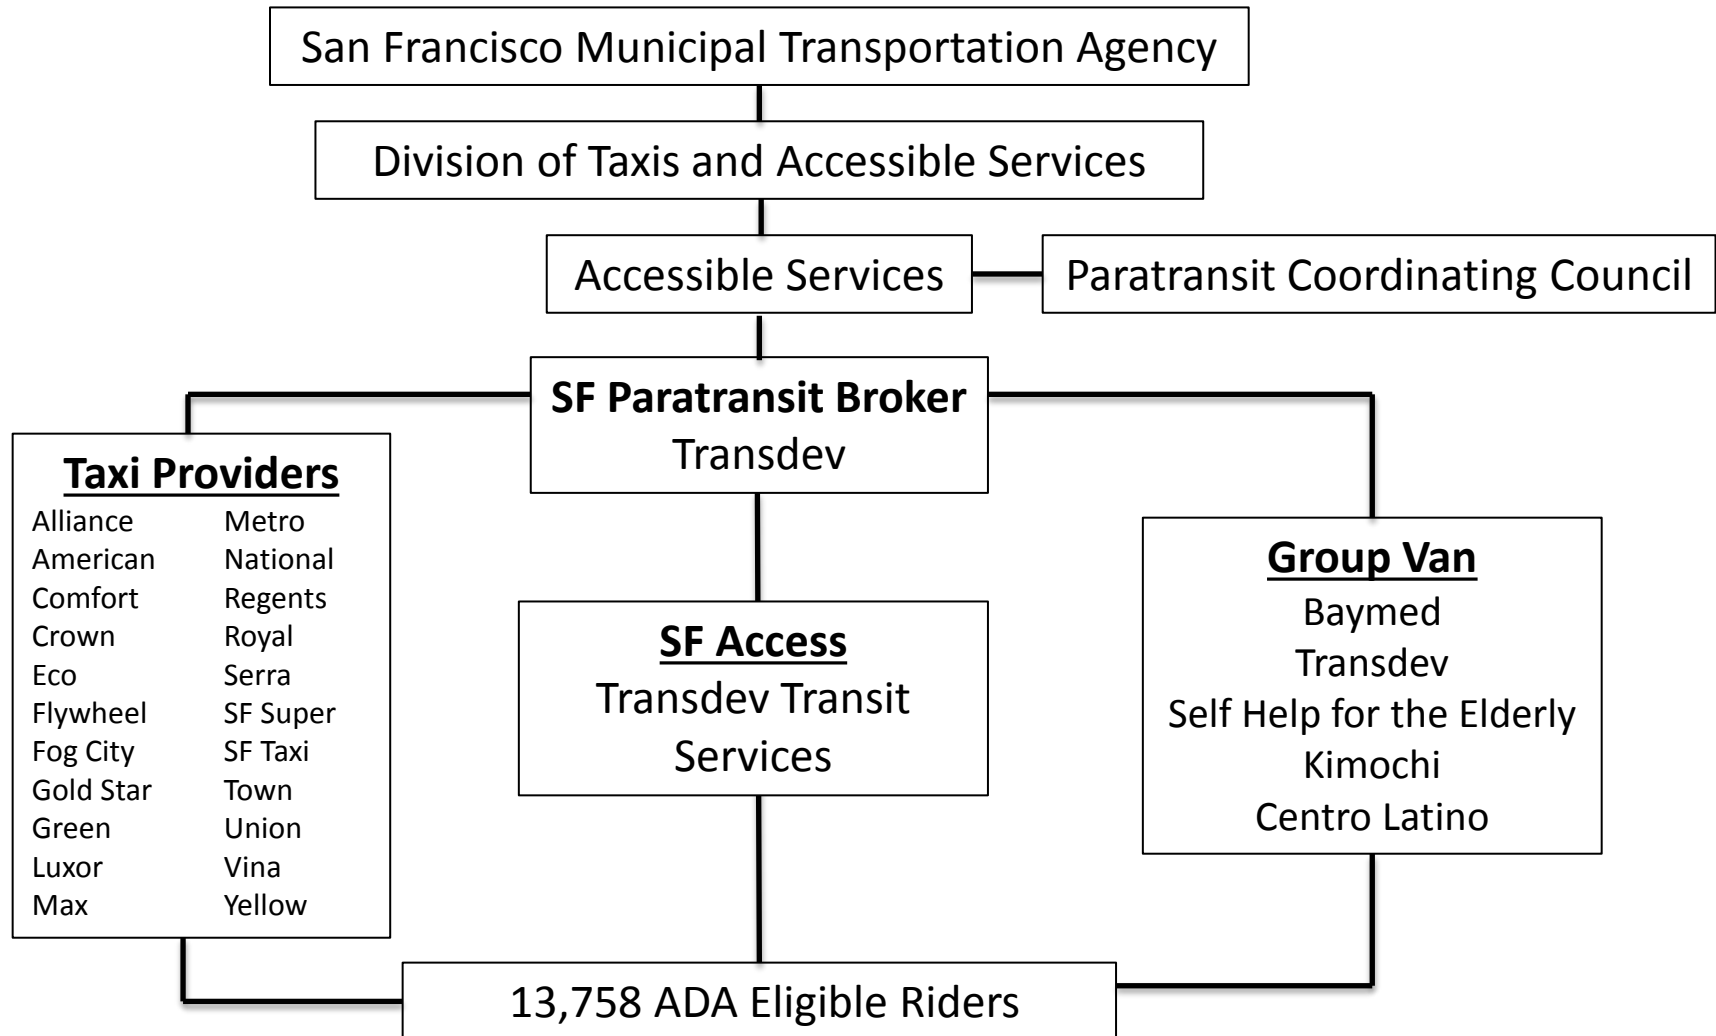 San Francisco Municipal Transportation Agency
Division of Taxis and Accessible Services
Accessible Services
Paratransit Coordinating Council
SF Paratransit Broker
Transdev
Taxi Providers
Alliance
American
Comfort
Crown
Eco
Flywheel
Fog City
Gold Star
Green
Luxor
Max
Metro
National
Regents
Royal
Serra
SF Super
SF Taxi
Town
Union
Vina
Yellow
SF Access
Transdev Transit
Services
Group Van
Baymed
Transdev
Self Help for the Elderly
Kimochi
Centro Latino
13,758 ADA Eligible Riders